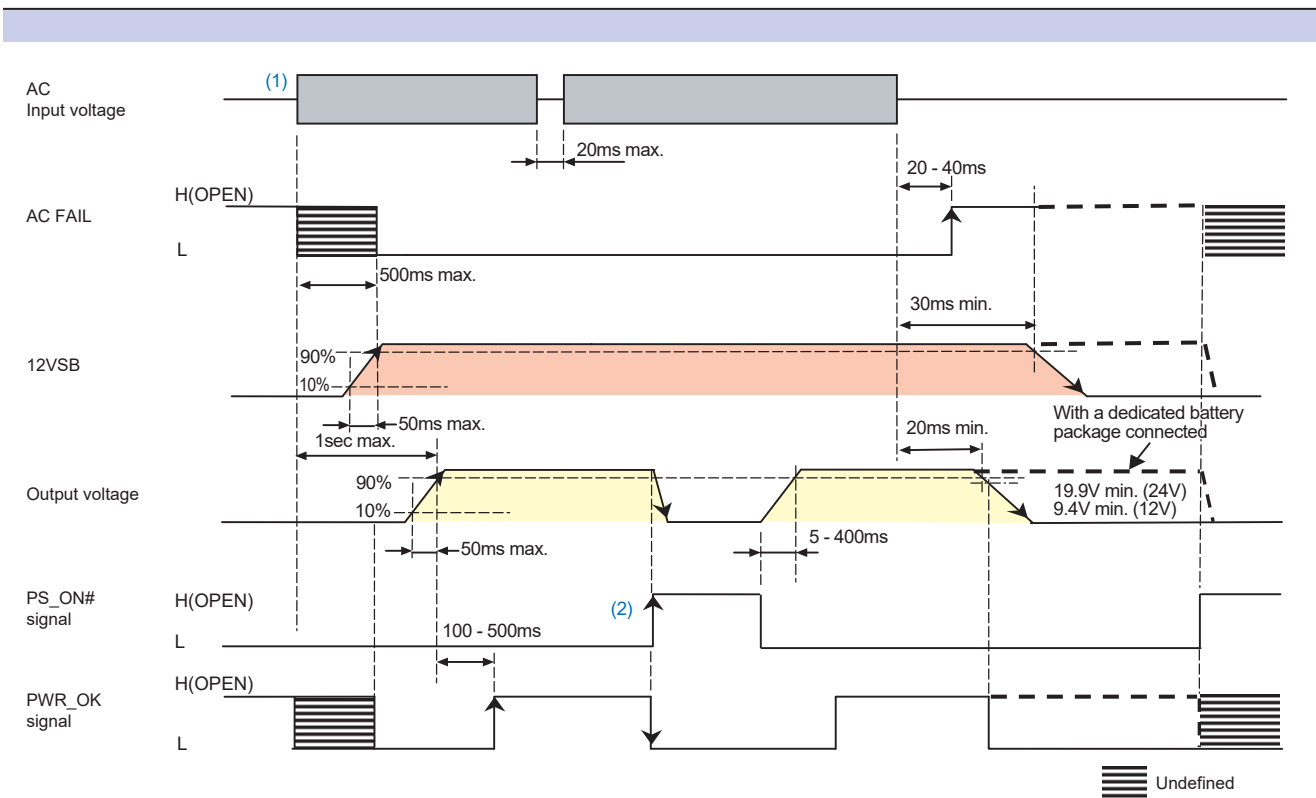 (1)
AC
Input voltage
20ms max.
20 - 40ms
H(OPEN)
AC FAIL
L
500ms max.
30ms min.
90%
12VSB
10%
50ms max.
1sec max.
20ms min.
With a dedicated battery
package connected
90%
Output voltage
10%
19.9V min. (24V)
9.4V min. (12V)
50ms max.
5 - 400ms
PS_ON#
signal
H(OPEN)
(2)
L
100 - 500ms
H(OPEN)
PWR_OK
signal
L
Undefined